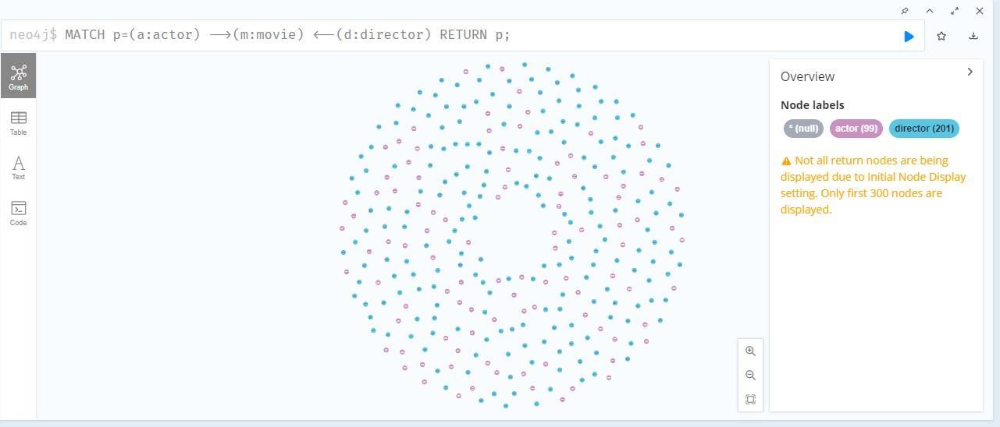 neo4j$ MATCH p=(a:actor) ⟶(m:movie) ⟵(d:director) RETURN p;
Graph
Table
Text
Code
Overview
Node labels
* (null) actor (99) director (201)
Not all return nodes are being
displayed due to Initial Node Display
setting. Only first 300 nodes are
displayed.